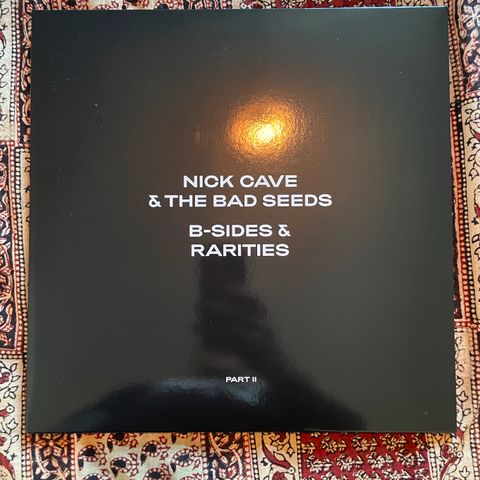 NICK CAVE
& THE BAD SEEDS
B-SIDES &
RARITIES
PART II